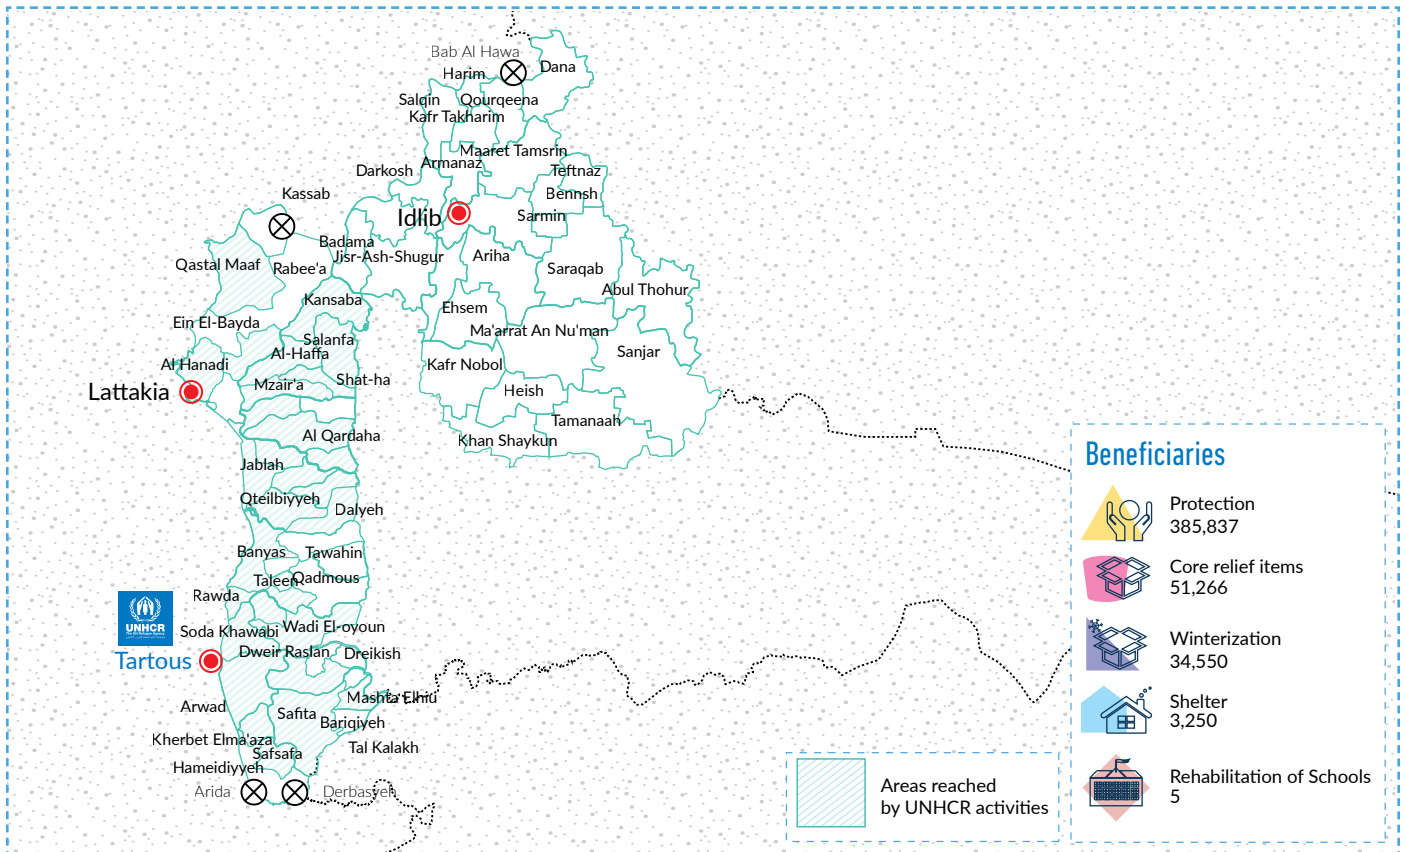 Bab Al Hawa
Dana
Harim
Salqin
Qourqeena
Kafr Takharim
Maaret Tamsrin
Armanaz
Darkosh
Teftnaz
Kassab
Bennsh
Idlib
Sarmin
Badama
Jisr-Ash-Shugur
Ariha
Qastal Maaf
Rabee'a
Saraqab
Abul Thohur
Kansaba
Ehsem
Ein El-Bayda
Ma'arrat An Nu'man
Salanfa
Al-Haffa
Sanjar
Al Hanadi
Kafr Nobol
Mzair'a
Shat-ha
Lattakia
Heish
Tamanaah
Al Qardaha
Khan Shaykun
Jablah
Qteilbiyyeh
Dalyeh
Banyas
Tawahin
Taleen
Qadmous
Rawda
UNHCR
The UN Refugee Agency
Soda Khawabi
Wadi El-oyoun
Dweir Raslan
Dreikish
Tartous
Mashta Elhiu
Arwad
Safita
Bariqiyeh
Kherbet Elma'aza
Tal Kalakh
Safsafa
Hameidiyyeh
Arida
Derbasyeh
Areas reached
by UNHCR activities
Beneficiaries
Protection
385,837
Core relief items
51,266
Winterization
34,550
Shelter
3,250
Rehabilitation of Schools
5